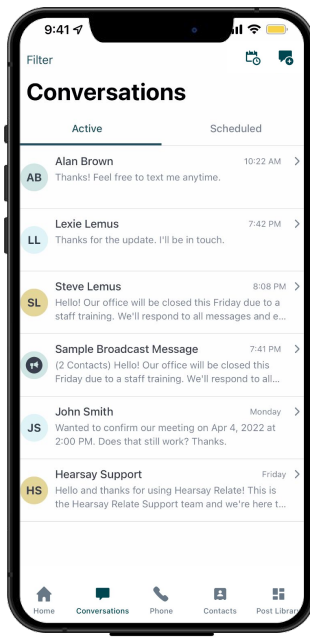 9:41
Filter
Conversations
Active Scheduled
Alan Brown 10:22 AM
AB
Thanks! Feel free to text me anytime.
Lexie Lemus 7:42 PM
LL
Thanks for the update. I'll be in touch.
Steve Lemus 8:08 PM
SL
Hello! Our office will be closed this Friday due to a
staff training. We'll respond to all messages and e...
Sample Broadcast Message 7:41 PM
(2 Contacts) Hello! Our office will be closed this
Friday due to a staff training. We'll respond to all...
John Smith Monday
JS
Wanted to confirm our meeting on Apr 4, 2022 at
2:00 PM. Does that still work? Thanks.
Hearsay Support Friday
HS
Hello and thanks for using Hearsay Relate! This is
the Hearsay Relate Support team and we're here t...
Home Conversations Phone Contacts Post Library